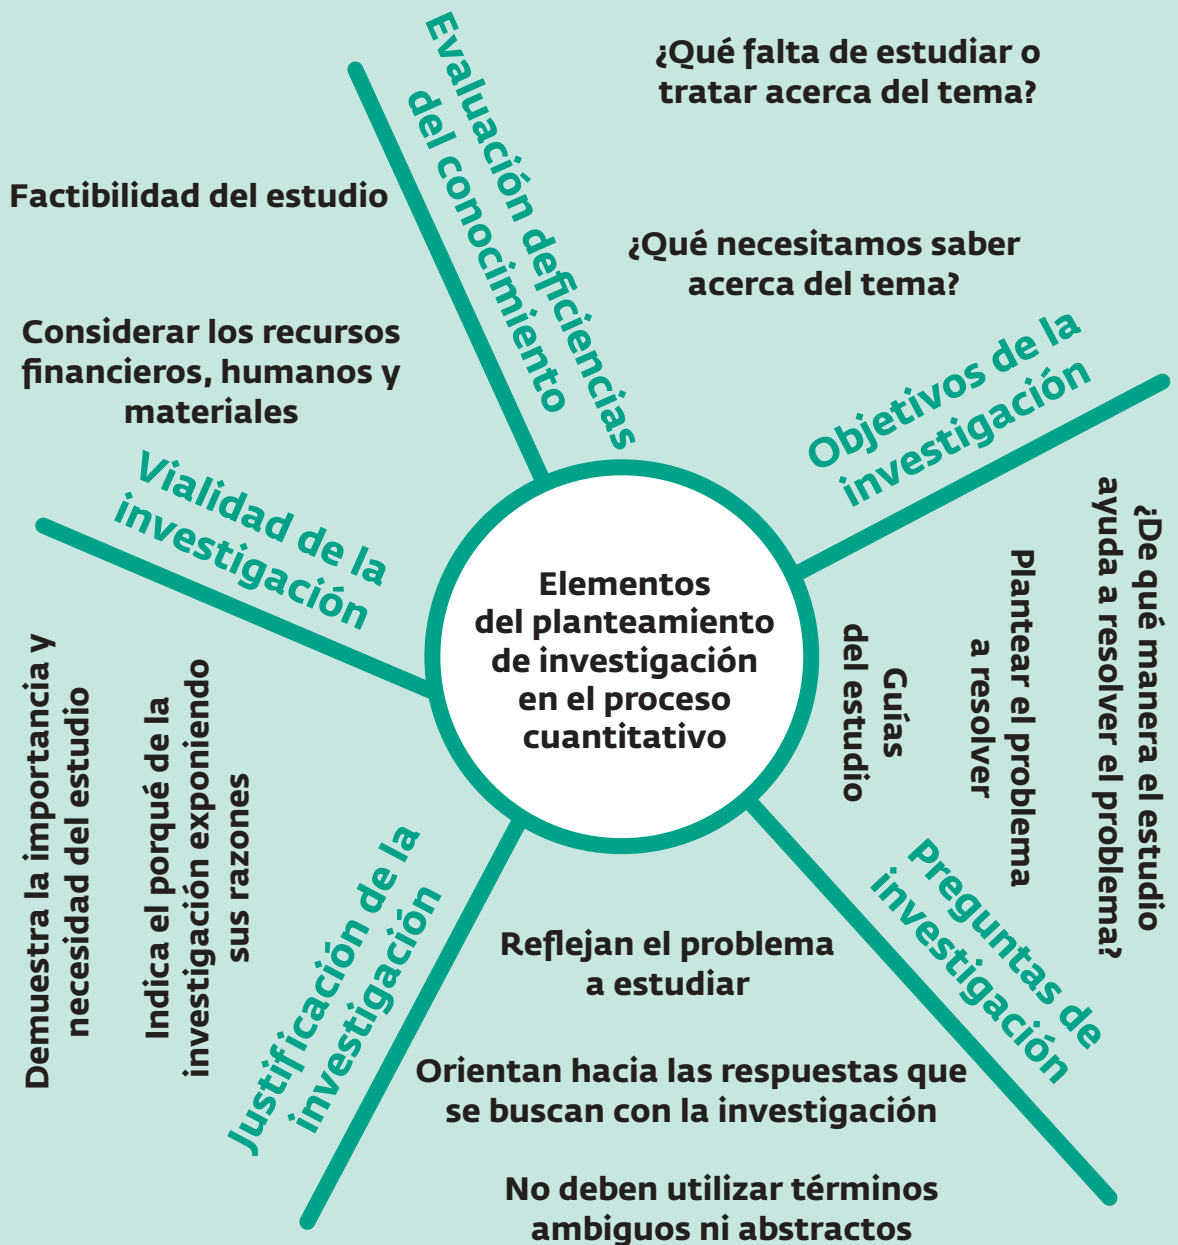 Elementos
del planteamiento
de investigación
en el proceso
cuantitativo
Evaluación deficiencias
del conocimiento
¿Qué falta de estudiar o
tratar acerca del tema?
¿Qué necesitamos saber
acerca del tema?
Objetivos de la
investigación
¿De qué manera el estudio
ayuda a resolver el problema?
Plantear el problema
a resolver
Guías
del estudio
Preguntas de
investigación
Reflejan el problema
a estudiar
Orientan hacia las respuestas que
se buscan con la investigación
No deben utilizar términos
ambiguos ni abstractos
Justificación de la
investigación
Demuestra la importancia y
necesidad del estudio
Indica el porqué de la
investigación exponiendo
sus razones
Vialidad de la
investigación
Factibilidad del estudio
Considerar los recursos
financieros, humanos y
materiales